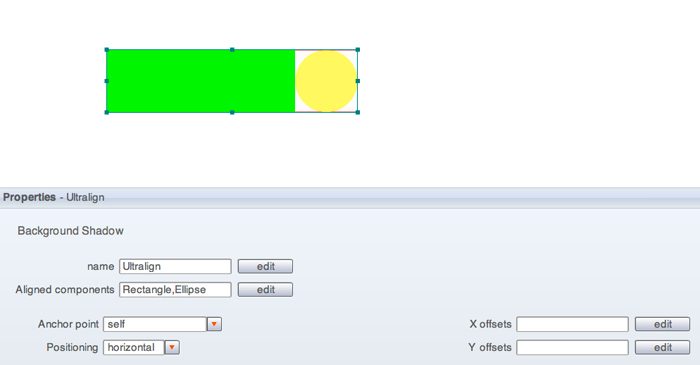 Properties - Ultralign
Background Shadow
name Ultralign edit
Aligned components Rectangle,Ellipse edit
Anchor point self X offsets edit
Positioning horizontal Y offsets edit